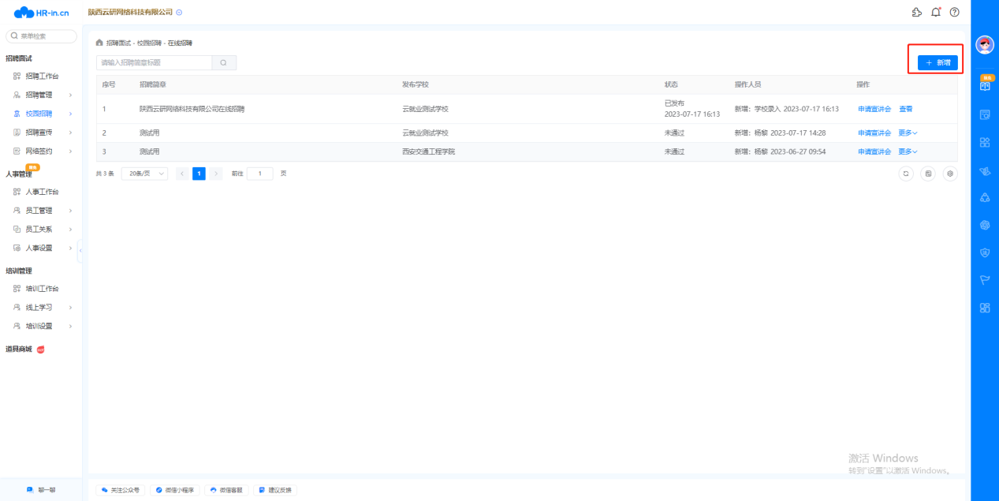 HR-in.cn
陕西云研网络科技有限公司
菜单检索
招聘面试 - 校园招聘 - 在线招聘
请输入招聘简章标题
+ 新增
招聘面试
招聘工作台
招聘管理
校园招聘
招聘宣传
网络签约
人事管理
人事工作台
员工管理
员工关系
人事设置
培训管理
培训工作台
线上学习
培训设置
道具商城
聊一聊
序号 招聘简章 发布学校 状态 操作人员 操作
1 陕西云研网络科技有限公司在线招聘 云就业测试学校 已发布 2023-07-17 16:13 新增：学校录入 2023-07-17 16:13 申请宣讲会 查看
2 测试用 云就业测试学校 未通过 新增：杨黎 2023-07-17 14:28 申请宣讲会 更多
3 测试用 西安交通工程学院 未通过 新增：杨黎 2023-06-27 09:54 申请宣讲会 更多
共 3 条 20条/页 1 前往 1 页
激活 Windows
转到"设置"以激活 Windows。
关注公众号 微信小程序 微信客服 建议反馈